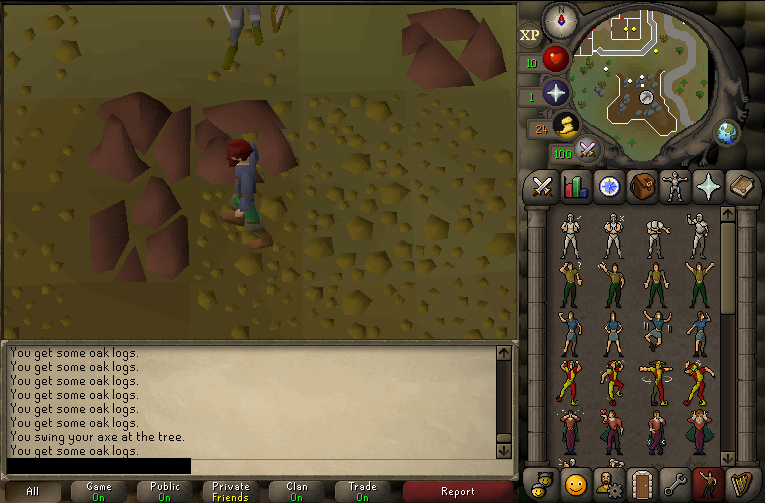 N
XP
10
1
24
100
You get some oak logs.
You get some oak logs.
You get some oak logs.
You get some oak logs.
You get some oak logs.
You get some oak logs.
You swing your axe at the tree.
You get some oak logs.
All
Game
On
Public
On
Private
Friends
Clan
On
Trade
On
Report